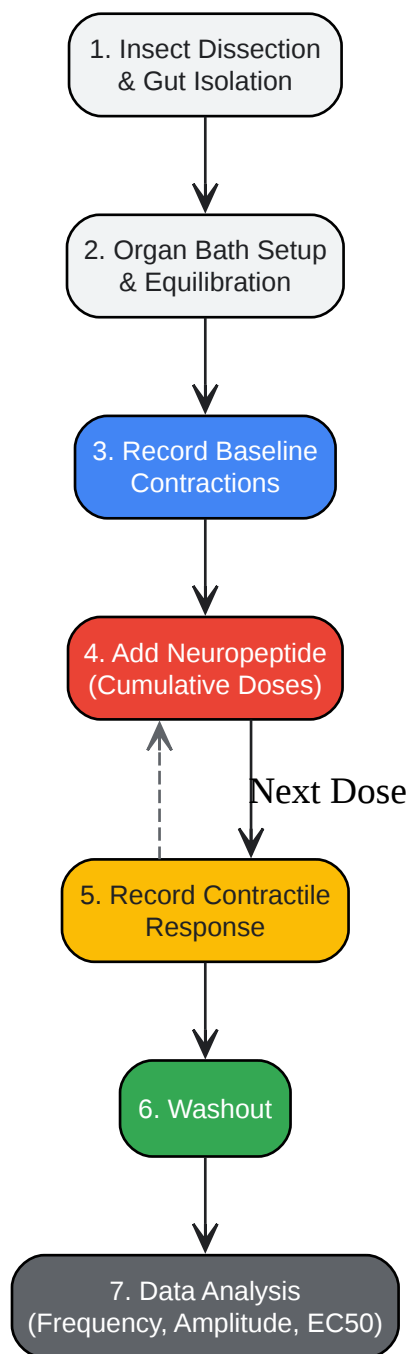 1. Insect Dissection
& Gut Isolation
2. Organ Bath Setup
& Equilibration
3. Record Baseline
Contractions
4. Add Neuropeptide
(Cumulative Doses)
Next Dose
5. Record Contractile
Response
6. Washout
7. Data Analysis
(Frequency, Amplitude, EC50)